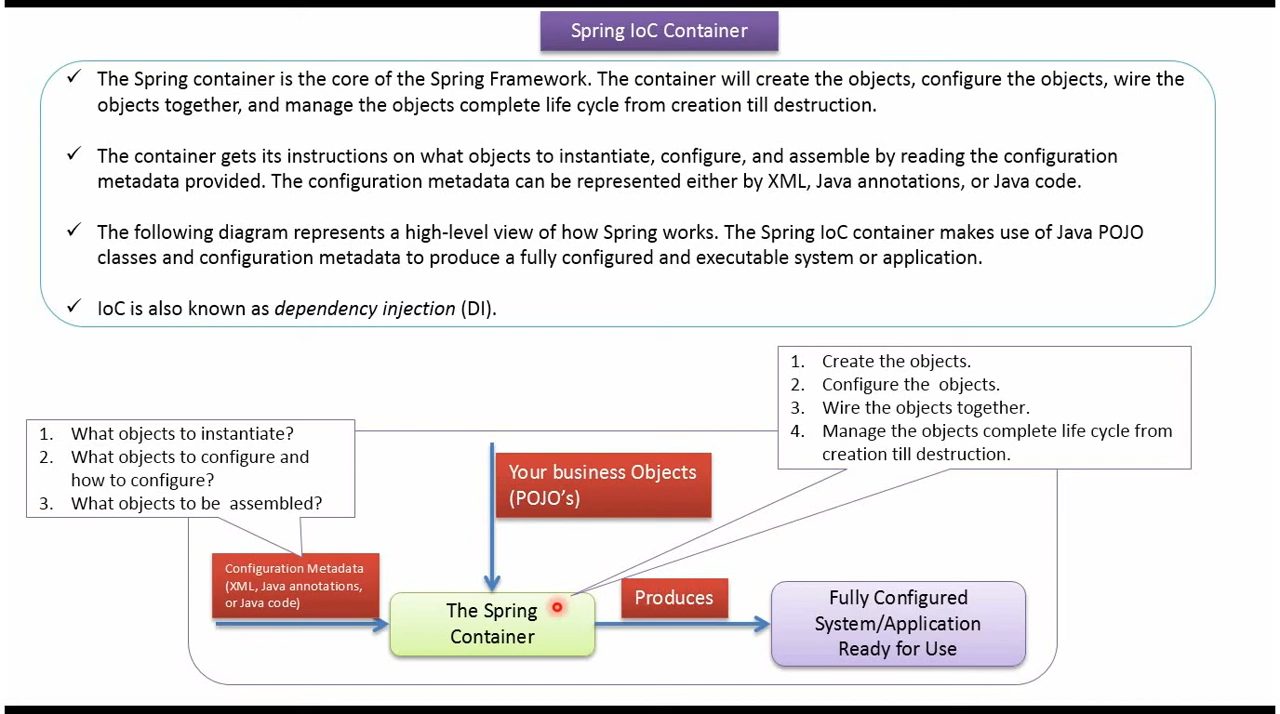 Spring IoC Container
✓ The Spring container is the core of the Spring Framework. The container will create the objects, configure the objects, wire the
objects together, and manage the objects complete life cycle from creation till destruction.
✓ The container gets its instructions on what objects to instantiate, configure, and assemble by reading the configuration
metadata provided. The configuration metadata can be represented either by XML, Java annotations, or Java code.
✓ The following diagram represents a high-level view of how Spring works. The Spring IoC container makes use of Java POJO
classes and configuration metadata to produce a fully configured and executable system or application.
✓ IoC is also known as dependency injection (DI).
1. Create the objects.
2. Configure the  objects.
3. Wire the objects together.
4. Manage the objects complete life cycle from
creation till destruction.
1. What objects to instantiate?
2. What objects to configure and
how to configure?
3. What objects to be  assembled?
Your business Objects
(POJO's)
Configuration Metadata
(XML, Java annotations,
or Java code)
The Spring
Container
Produces
Fully Configured
System/Application
Ready for Use